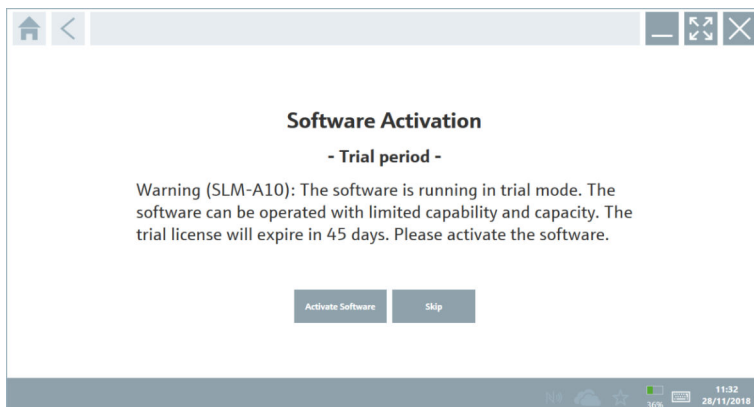 Software Activation
- Trial period -
Warning (SLM-A10): The software is running in trial mode. The
software can be operated with limited capability and capacity. The
trial license will expire in 45 days. Please activate the software.
Activate Software
Skip
36%
11:32
28/11/2018